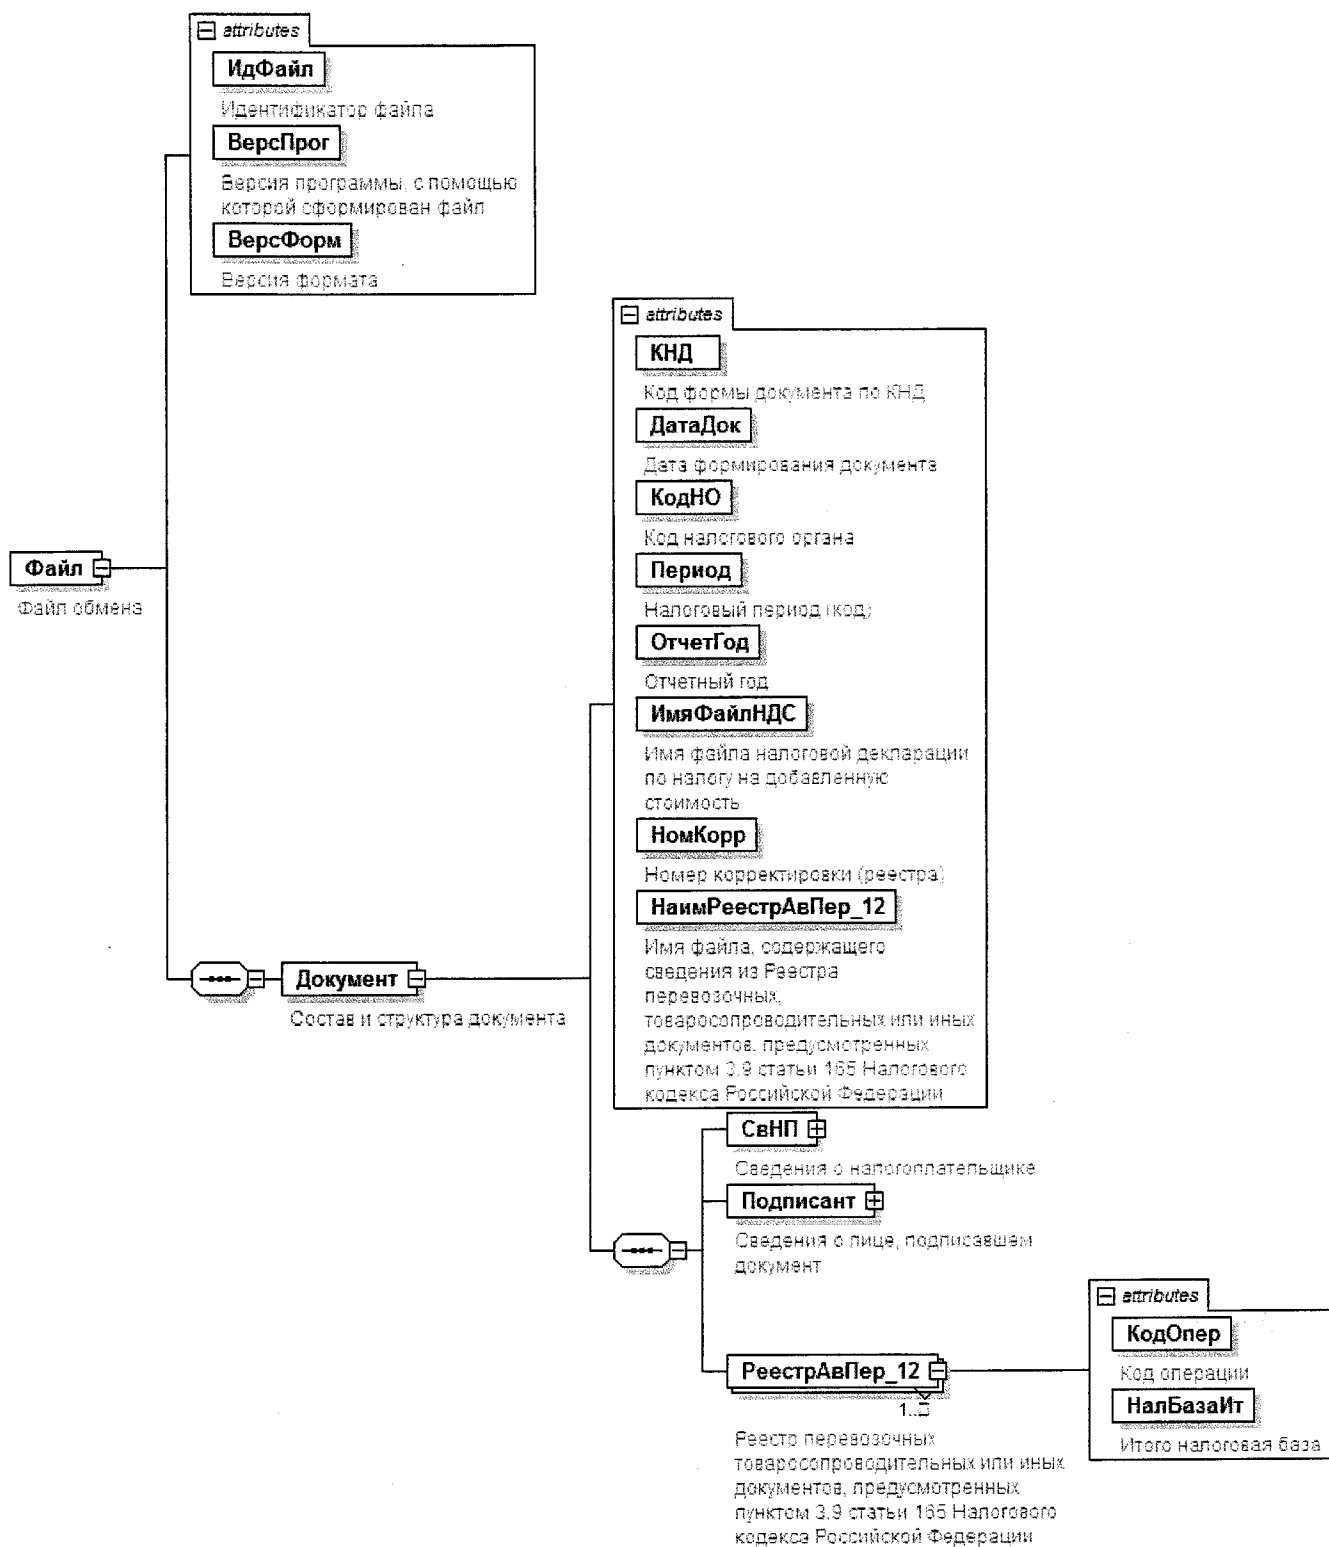 attributes
ИдФайл
Идентификатор файла
ВерсПрог
Версия программы, с помощью
которой сформирован файл
ВерсФорм
Версия формата
attributes
КНД
Код формы документа по КНД
ДатаДок
Дата формирования документа
КодНО
Код налогового органа
Период
Налоговый период (код)
ОтчетГод
Отчетный год
ИмяФайлНДС
Имя файла налоговой декларации
по налогу на добавленную
стоимость
НомКорр
Номер корректировки (реестра)
НаимРеестрАвПер_12
Имя файла, содержащего
сведения из Реестра
перевозочных,
товаросопроводительных или иных
документов, предусмотренных
пунктом 3.9 статьи 165 Налогового
кодекса Российской Федерации
Файл
Файл обмена
Документ
Состав и структура документа
СвНП
Сведения о налогоплательщике
Подписант
Сведения о лице, подписавшем
документ
РеестрАвПер_12
1..
Реестр перевозочных
товаросопроводительных или иных
документов, предусмотренных
пунктом 3.9 статьи 165 Налогового
кодекса Российской Федерации
attributes
КодОпер
Код операции
НалБазаИт
Итого налоговая база